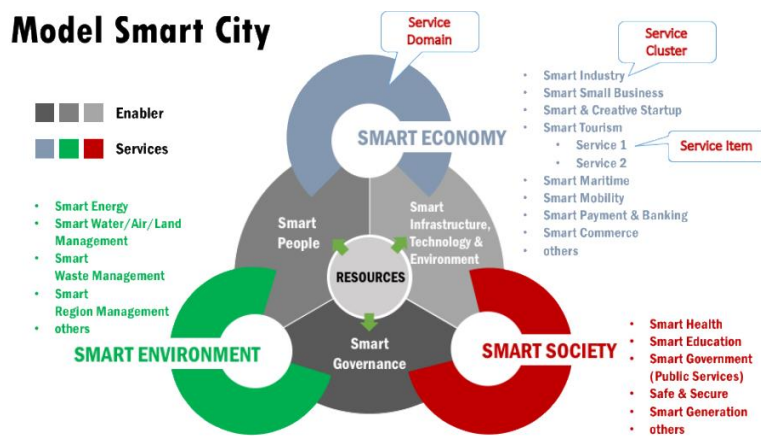 Model Smart City
Service
Domain
Service
Cluster
Enabler
Services
SMART ECONOMY
• Smart Industry
• Smart Small Business
• Smart & Creative Startup
• Smart Tourism
• Service 1
• Service 2
• Smart Maritime
• Smart Mobility
• Smart Payment & Banking
• Smart Commerce
• others
Service Item
• Smart Energy
• Smart Water/Air/Land
Management
• Smart
Waste Management
• Smart
Region Management
• others
Smart
People
Smart
Infrastructure,
Technology &
Environment
RESOURCES
Smart
Governance
SMART ENVIRONMENT
SMART SOCIETY
• Smart Health
• Smart Education
• Smart Government
(Public Services)
• Safe & Secure
• Smart Generation
• others